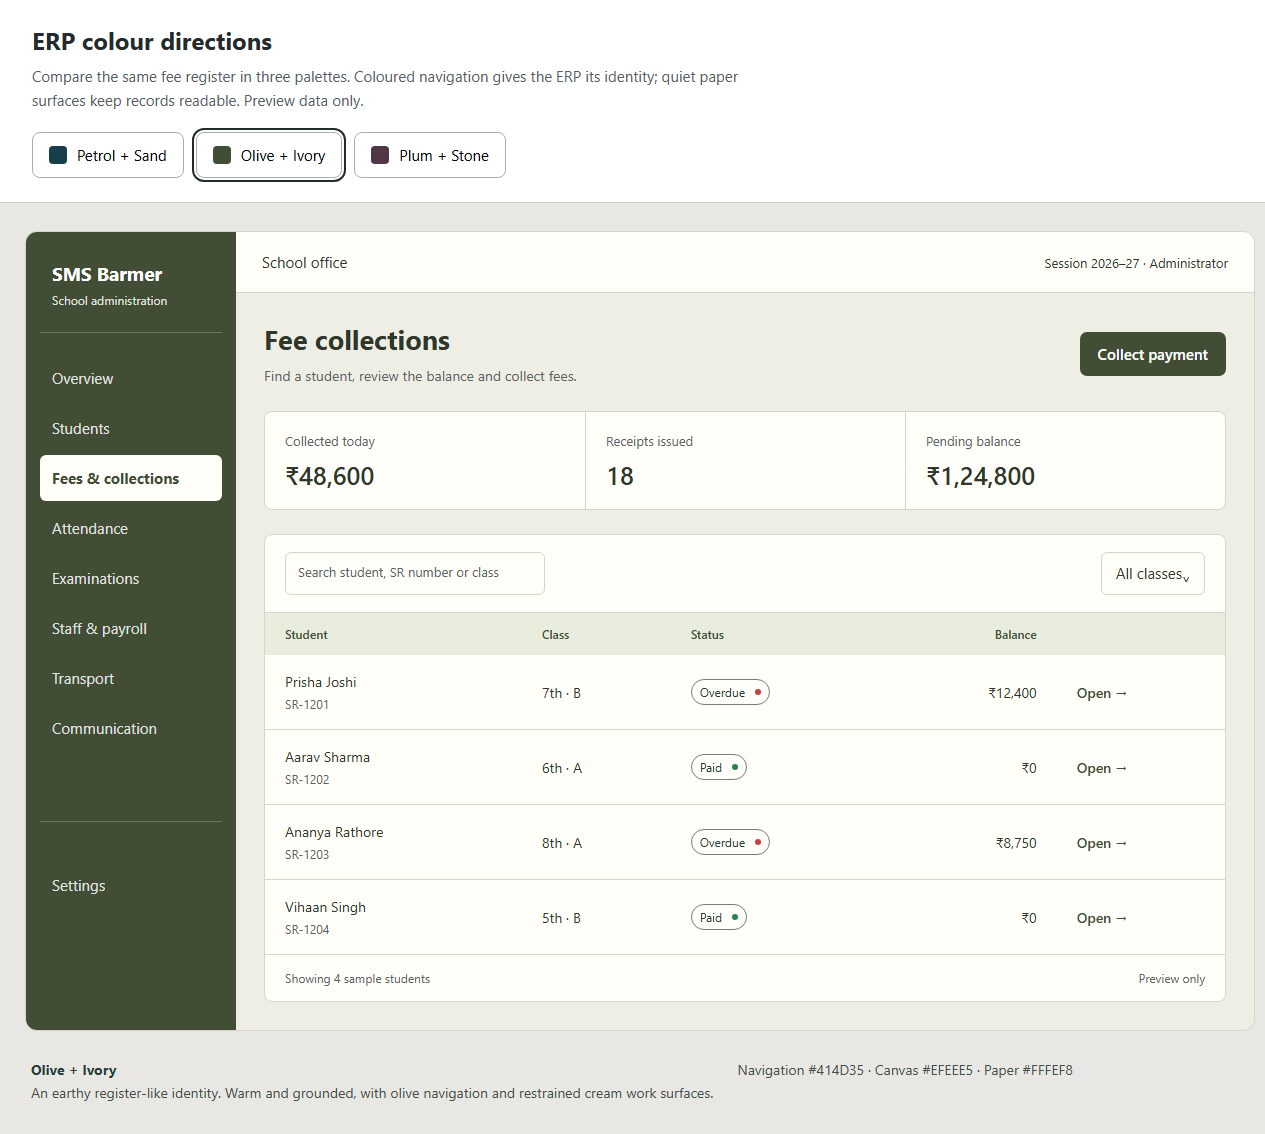 ERP colour directions
Compare the same fee register in three palettes. Coloured navigation gives the ERP its identity; quiet paper
surfaces keep records readable. Preview data only.
Petrol + Sand
Olive + Ivory
Plum + Stone
SMS Barmer
School administration
Overview
Students
Fees & collections
Attendance
Examinations
Staff & payroll
Transport
Communication
Settings
School office
Session 2026–27 · Administrator
Fee collections
Find a student, review the balance and collect fees.
Collect payment
Collected today
₹48,600
Receipts issued
18
Pending balance
₹1,24,800
Search student, SR number or class
All classes
Student Class Status Balance
Prisha Joshi
SR-1201
7th · B Overdue ₹12,400 Open →
Aarav Sharma
SR-1202
6th · A Paid ₹0 Open →
Ananya Rathore
SR-1203
8th · A Overdue ₹8,750 Open →
Vihaan Singh
SR-1204
5th · B Paid ₹0 Open →
Showing 4 sample students
Preview only
Olive + Ivory
An earthy register-like identity. Warm and grounded, with olive navigation and restrained cream work surfaces.
Navigation #414D35 · Canvas #EFEEE5 · Paper #FFFEF8